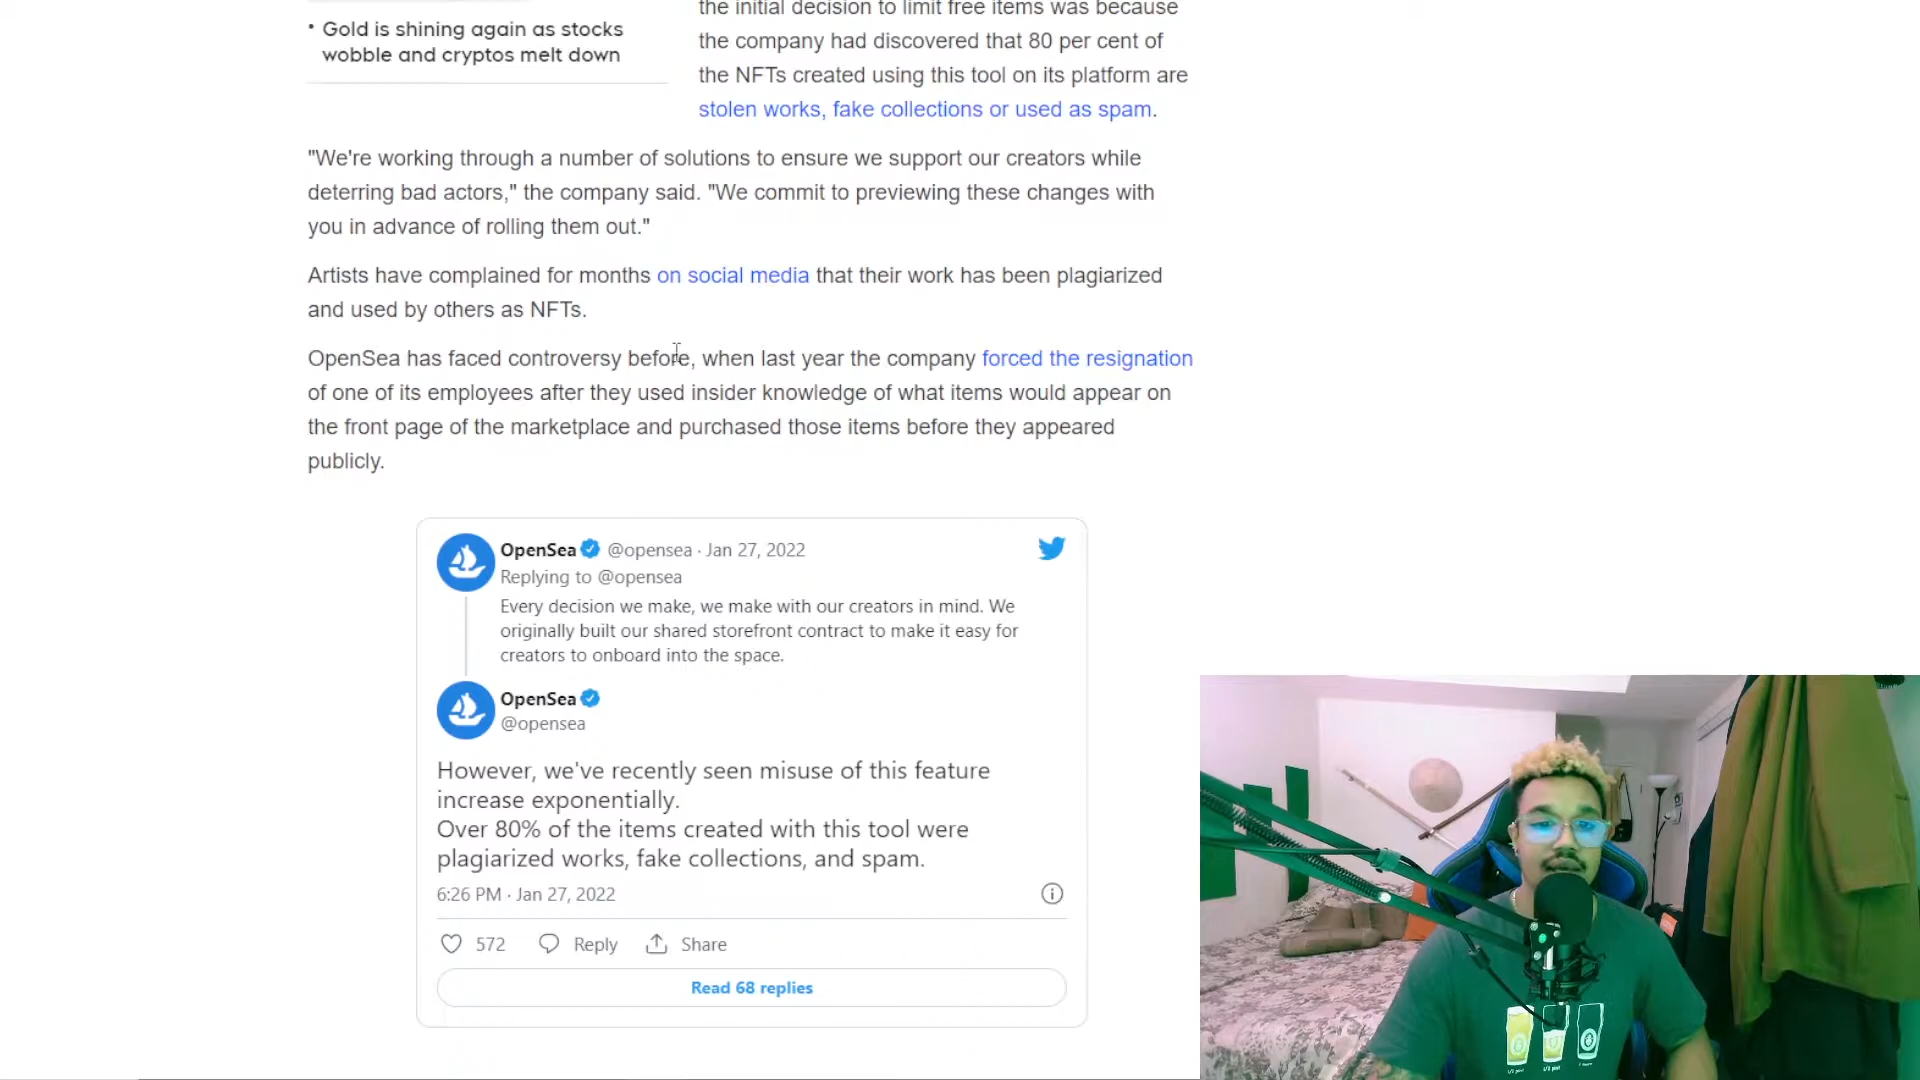 the initial decision to limit free items was because
• Gold is shining again as stocks
wobble and cryptos melt down
the company had discovered that 80 per cent of
the NFTs created using this tool on its platform are
stolen works, fake collections or used as spam.
"We're working through a number of solutions to ensure we support our creators while
deterring bad actors," the company said. "We commit to previewing these changes with
you in advance of rolling them out."
Artists have complained for months on social media that their work has been plagiarized
and used by others as NFTs.
OpenSea has faced controversy before, when last year the company forced the resignation
of one of its employees after they used insider knowledge of what items would appear on
the front page of the marketplace and purchased those items before they appeared
publicly.
OpenSea @opensea · Jan 27, 2022
Replying to @opensea
Every decision we make, we make with our creators in mind. We
originally built our shared storefront contract to make it easy for
creators to onboard into the space.
OpenSea
@opensea
However, we've recently seen misuse of this feature
increase exponentially.
Over 80% of the items created with this tool were
plagiarized works, fake collections, and spam.
6:26 PM · Jan 27, 2022
572 Reply Share
Read 68 replies